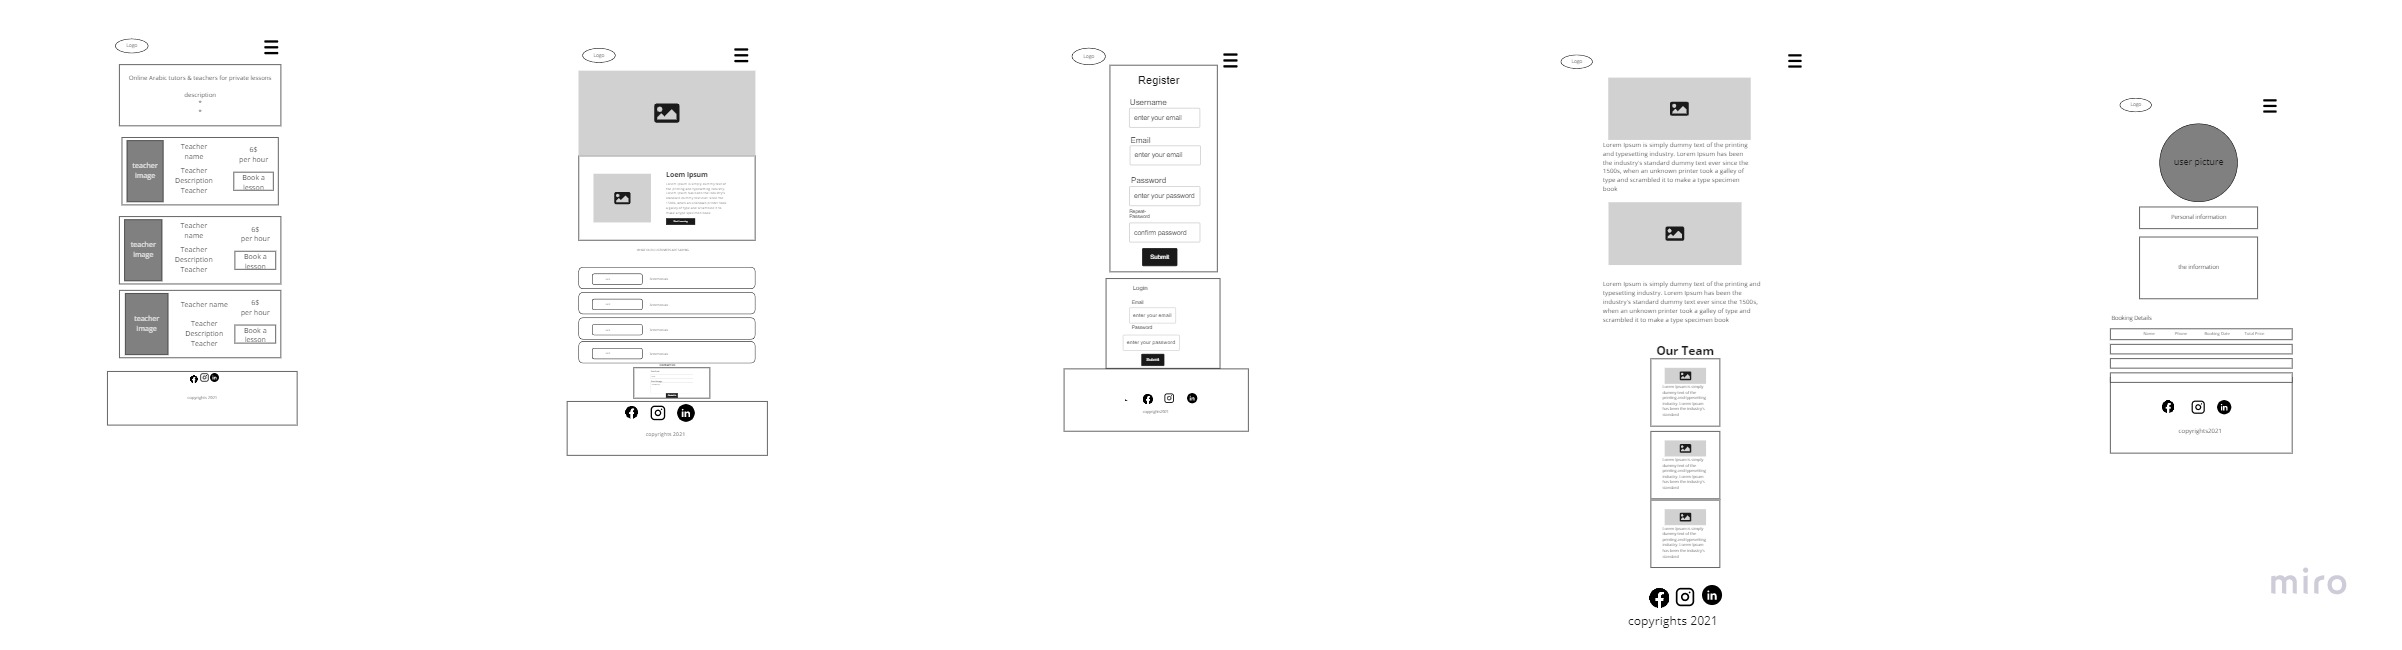 Logo
Online Arabic tutors & teachers for private lessons
description
teacher
image
Teacher
name
Teacher
Description
Teacher
6$
per hour
Book a
lesson
teacher
image
Teacher
name
Teacher
Description
Teacher
6$
per hour
Book a
lesson
teacher
image
Teacher name
Teacher
Description
Teacher
6$
per hour
Book a
lesson
copyrights 2021
Logo
Lorem Ipsum
copyrights 2021
Logo
Register
Username
enter your email
Email
enter your email
Password
enter your password
Repeat-
Password
confirm password
Submit
Login
Email
enter your email
Password
enter your password
Submit
copyright2021
Logo
Lorem Ipsum is simply dummy text of the printing
and typesetting industry. Lorem Ipsum has been
the industry's standard dummy text ever since the
1500s, when an unknown printer took a galley of
type and scrambled it to make a type specimen
book
Lorem Ipsum is simply dummy text of the printing and
typesetting industry. Lorem Ipsum has been the
industry's standard dummy text ever since the 1500s,
when an unknown printer took a galley of type and
scrambled it to make a type specimen book
Our Team
Lorem Ipsum is simply
dummy text of the
printing and typesetting
industry. Lorem Ipsum
has been the industry's
standard
Lorem Ipsum is simply
dummy text of the
printing and typesetting
industry. Lorem Ipsum
has been the industry's
standard
Lorem Ipsum is simply
dummy text of the
printing and typesetting
industry. Lorem Ipsum
has been the industry's
standard
copyrights 2021
Logo
user picture
Personal information
the information
Booking Details
Name Phone Booking Date Total Price
copyrights2021
miro